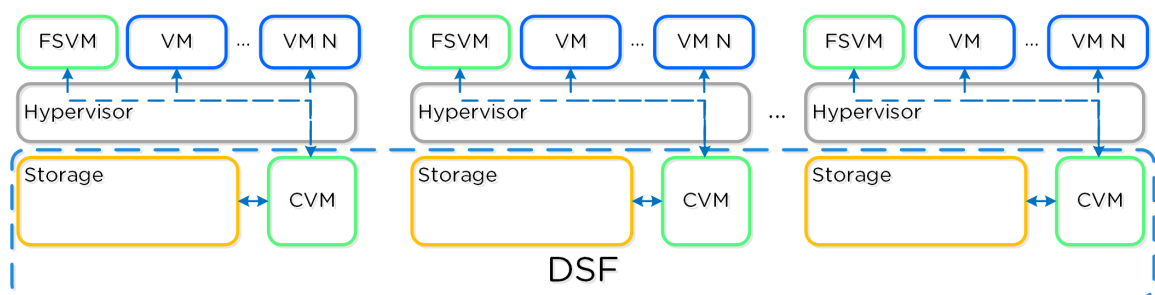 FSVM VM ... VM N FSVM VM ... VM N FSVM VM ... VM N
Hypervisor Hypervisor ... Hypervisor
Storage CVM Storage CVM Storage CVM
DSF